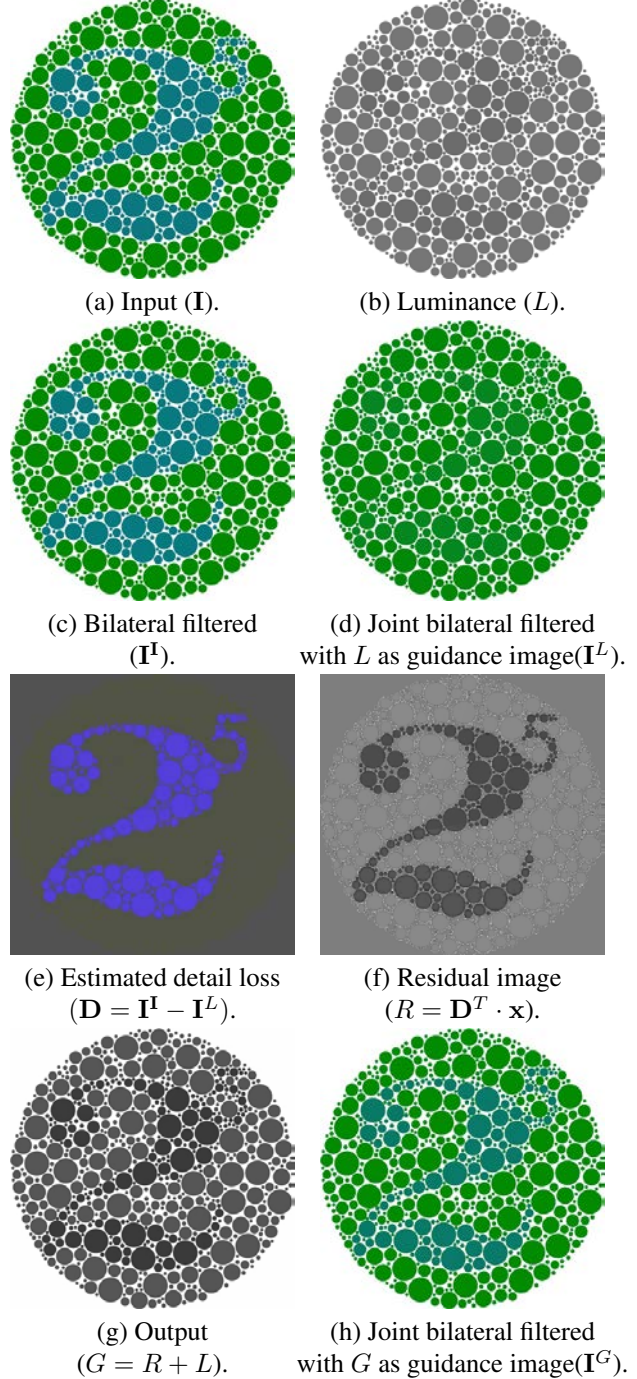 (a) Input (I).
(b) Luminance (L).
(c) Bilateral filtered
(I^I).
(d) Joint bilateral filtered
with L as guidance image(I^L).
25
(e) Estimated detail loss
(D = I^I − I^L).
(f) Residual image
(R = D^T · x).
(g) Output
(G = R + L).
(h) Joint bilateral filtered
with G as guidance image(I^G).